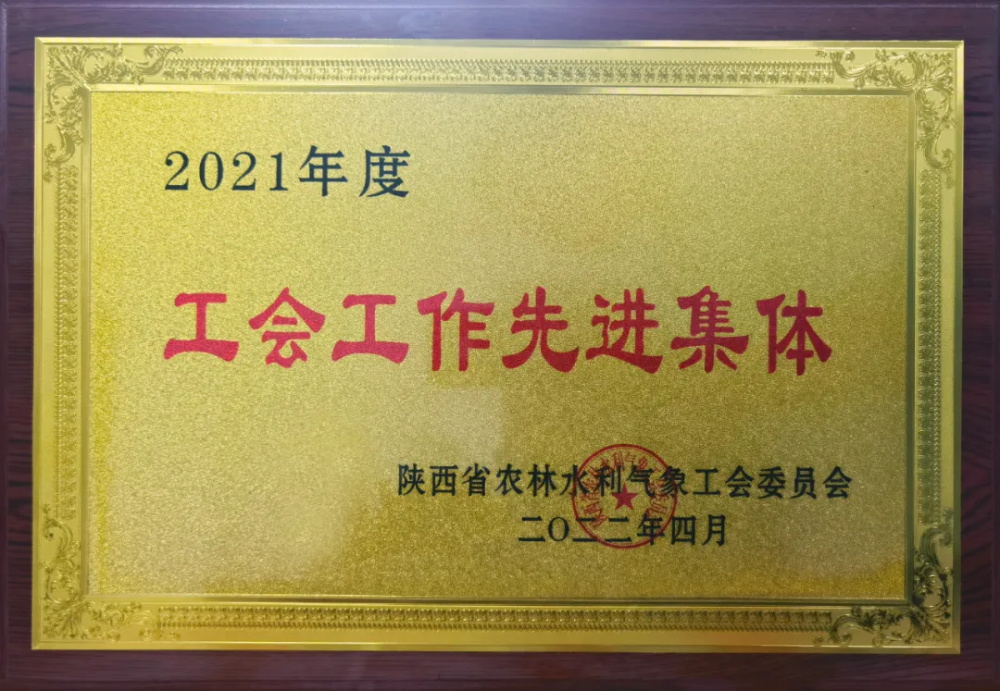 2021年度
工会工作先进集体
陕西省农林水利气象工会委员会
二〇二二年四月